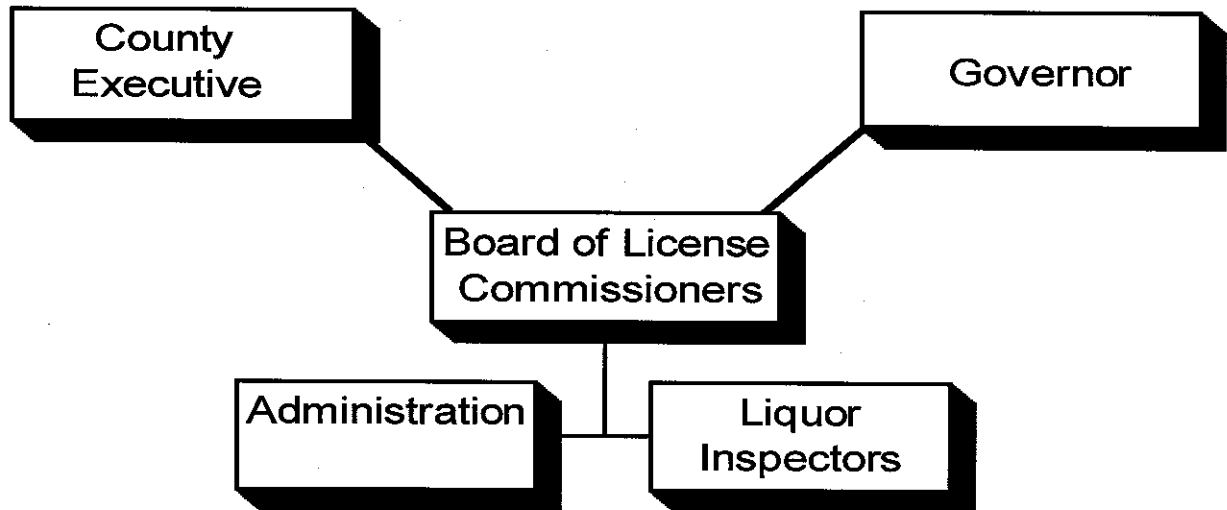 County
Executive
Governor
Board of License
Commissioners
Administration
Liquor
Inspectors